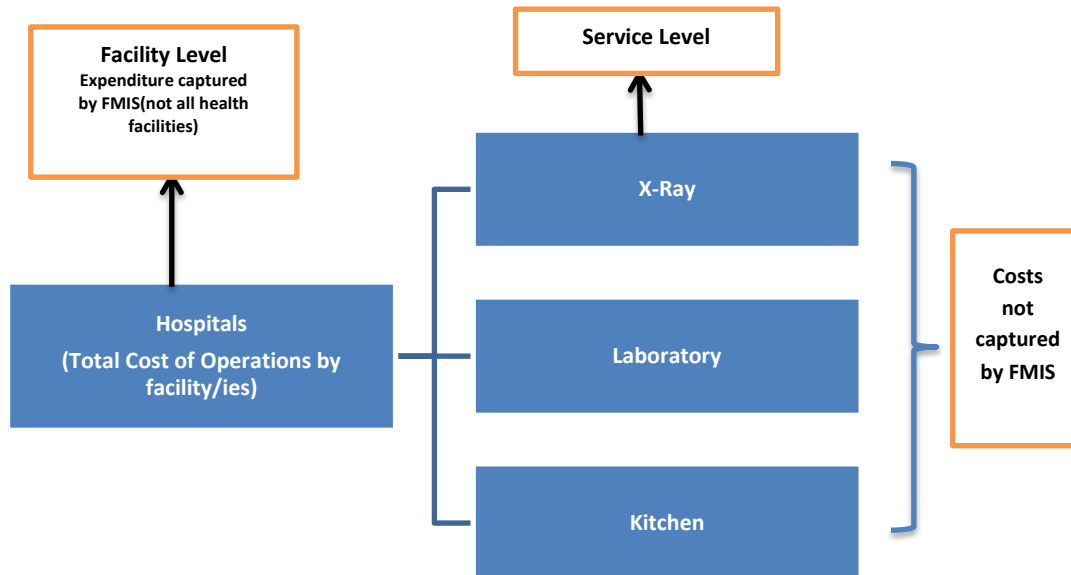 Facility Level
Expenditure captured
by FMIS(not all health
facilities)
Service Level
X-Ray
Hospitals
(Total Cost of Operations by
facility/ies)
Laboratory
Kitchen
Costs
not
captured
by FMIS